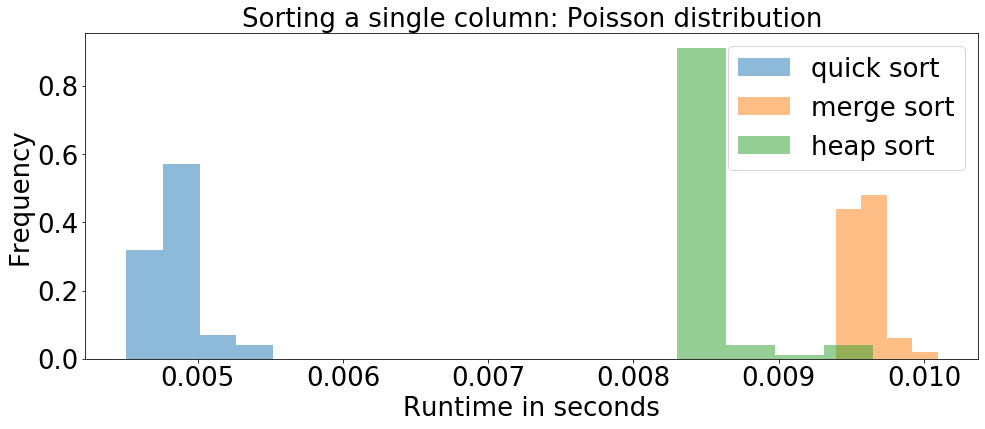 Sorting a single column: Poisson distribution
quick sort
merge sort
heap sort
Frequency
0.8
0.6
0.4
0.2
0.0
0.005 0.006 0.007 0.008 0.009 0.010
Runtime in seconds